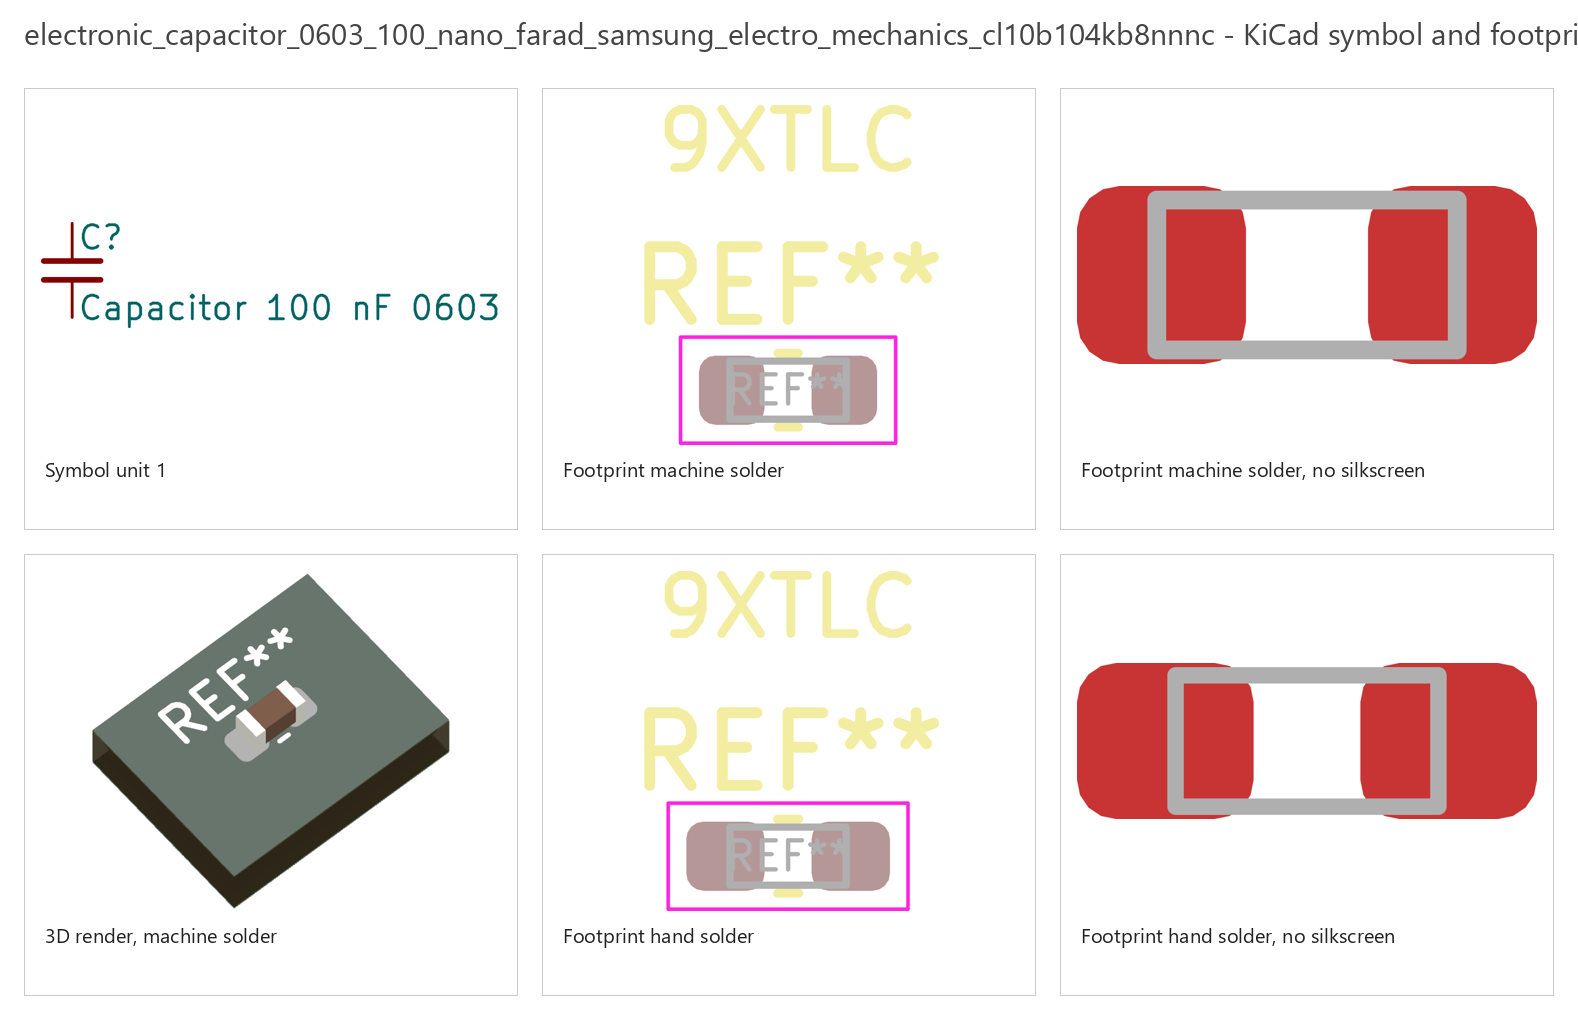 electronic_capacitor_0603_100_nano_farad_samsung_electro_mechanics_cl10b104kb8nnnc - KiCad symbol and footpri
C?
Capacitor 100 nF 0603
Symbol unit 1
9XTLC
REF**
REF**
Footprint machine solder
Footprint machine solder, no silkscreen
REF**
3D render, machine solder
9XTLC
REF**
REF**
Footprint hand solder
Footprint hand solder, no silkscreen